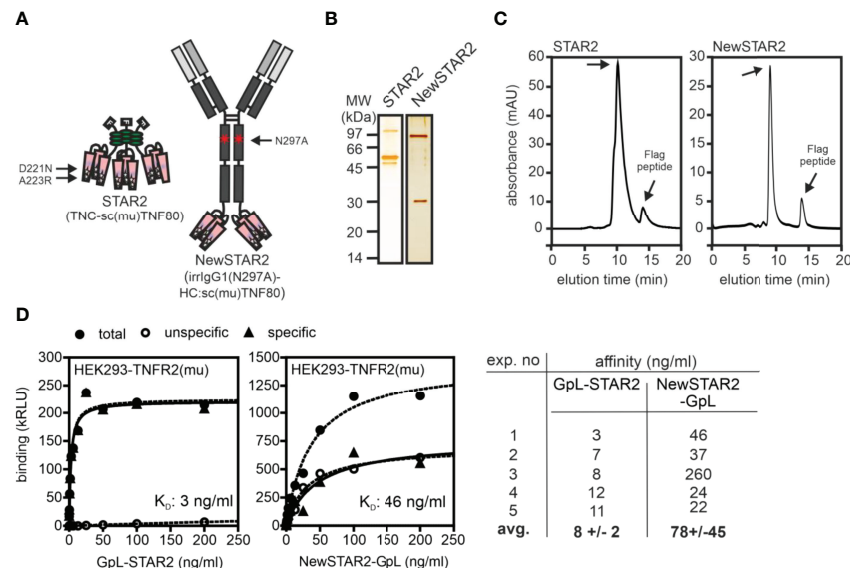 A
D221N
A223R
STAR2
(TNC-sc(mu)TNF80)
N297A
NewSTAR2
(irrIgG1(N297A)-
HC:sc(mu)TNF80)
B
STAR2
NewSTAR2
MW
(kDa)
97
66
45
30
20
14
C
STAR2
NewSTAR2
absorbance (mAU)
60
50
40
30
20
10
0
Flag
peptide
0 5 10 15 20
elution time (min)
30
25
20
15
10
5
0
Flag
peptide
0 5 10 15 20
elution time (min)
D
total unspecific specific
binding (kRLU)
300
250
200
150
100
50
0
HEK293-TNFR2(mu)
KD: 3 ng/ml
0 50 100 150 200 250
GpL-STAR2 (ng/ml)
1500
1250
1000
750
500
250
0
HEK293-TNFR2(mu)
KD: 46 ng/ml
0 50 100 150 200 250
NewSTAR2-GpL (ng/ml)
exp. no affinity (ng/ml)
GpL-STAR2 NewSTAR2
-GpL
1 3 46
2 7 37
3 8 260
4 12 24
5 11 22
avg. 8 +/- 2 78+/-45